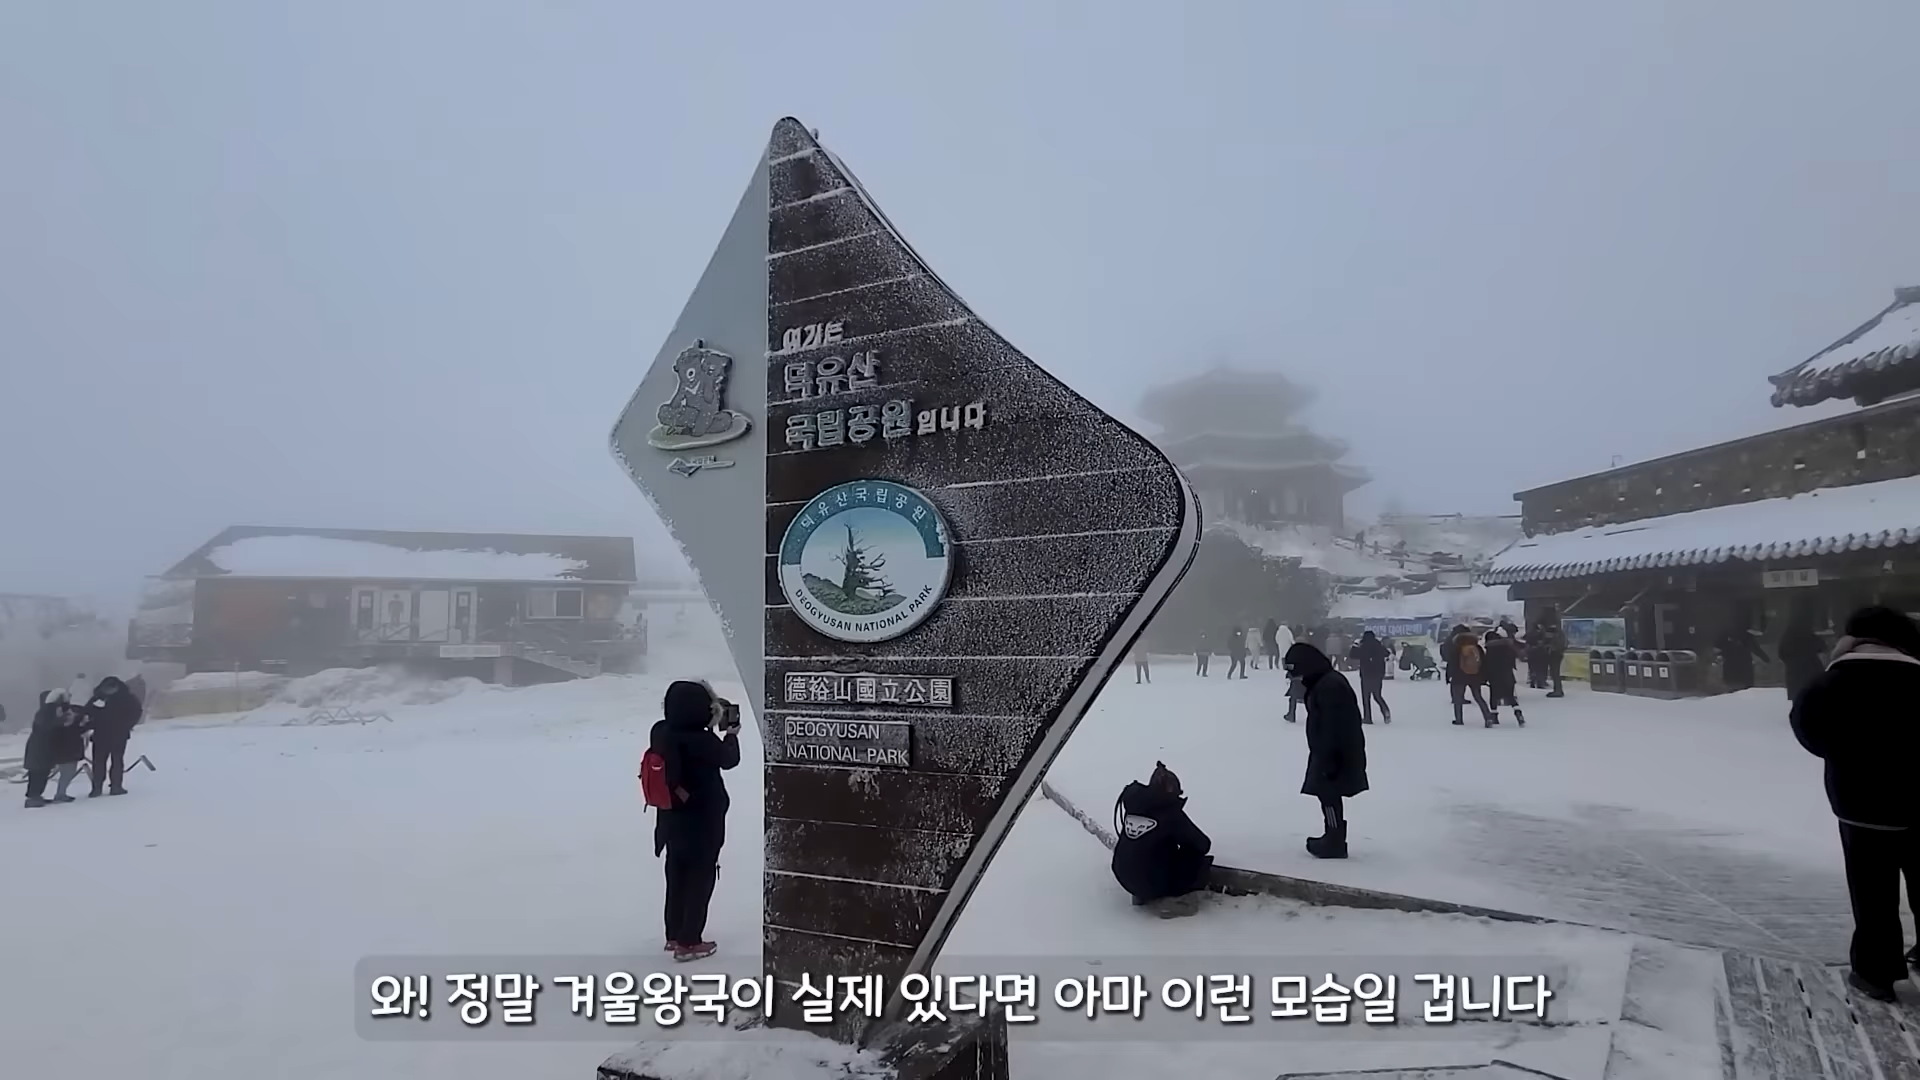 여기는
덕유산
국립공원입니다
덕유산국립공원
DEOGYUSAN NATIONAL PARK
德裕山國立公園
DEOGYUSAN
NATIONAL PARK
와! 정말 겨울왕국이 실제 있다면 아마 이런 모습일 겁니다